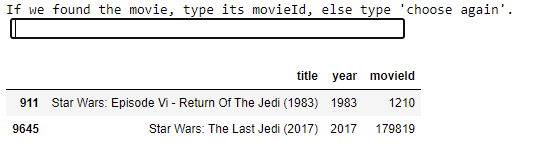 If we found the movie, type its movieId, else type 'choose again'.
title year movieId
911 Star Wars: Episode Vi - Return Of The Jedi (1983) 1983 1210
9645 Star Wars: The Last Jedi (2017) 2017 179819